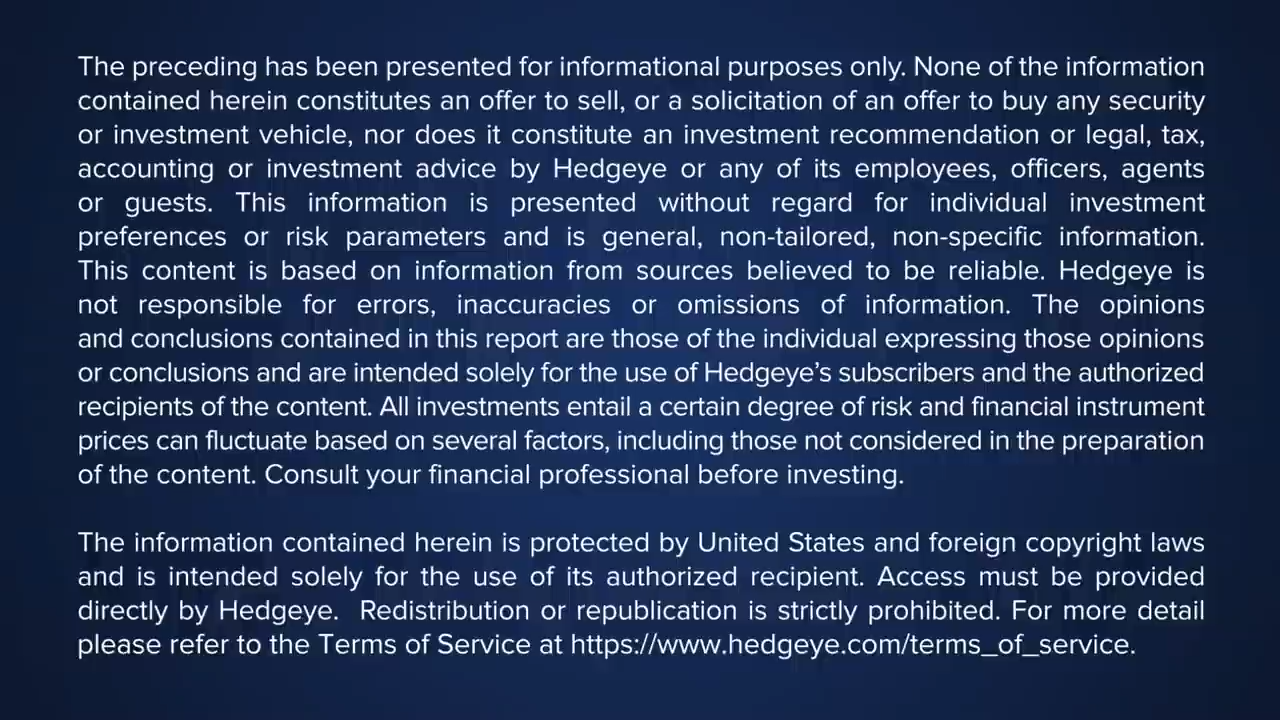 The preceding has been presented for informational purposes only. None of the information
contained herein constitutes an offer to sell, or a solicitation of an offer to buy any security
or investment vehicle, nor does it constitute an investment recommendation or legal, tax,
accounting or investment advice by Hedgeye or any of its employees, officers, agents
or guests. This information is presented without regard for individual investment
preferences or risk parameters and is general, non-tailored, non-specific information.
This content is based on information from sources believed to be reliable. Hedgeye is
not responsible for errors, inaccuracies or omissions of information. The opinions
and conclusions contained in this report are those of the individual expressing those opinions
or conclusions and are intended solely for the use of Hedgeye's subscribers and the authorized
recipients of the content. All investments entail a certain degree of risk and financial instrument
prices can fluctuate based on several factors, including those not considered in the preparation
of the content. Consult your financial professional before investing.
The information contained herein is protected by United States and foreign copyright laws
and is intended solely for the use of its authorized recipient. Access must be provided
directly by Hedgeye.  Redistribution or republication is strictly prohibited. For more detail
please refer to the Terms of Service at https://www.hedgeye.com/terms_of_service.